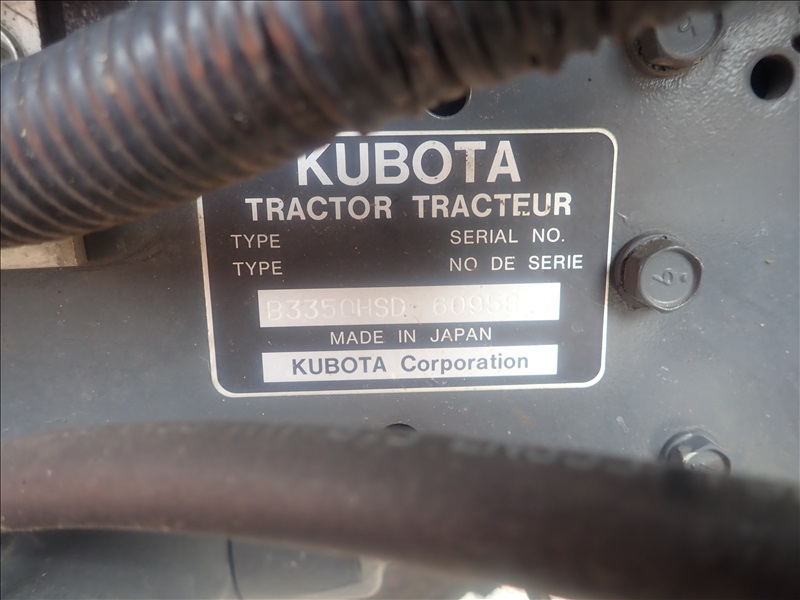 KUBOTA
TRACTOR TRACTEUR
TYPE SERIAL NO.
TYPE NO DE SERIE
B3350HSD
MADE IN JAPAN
KUBOTA Corporation